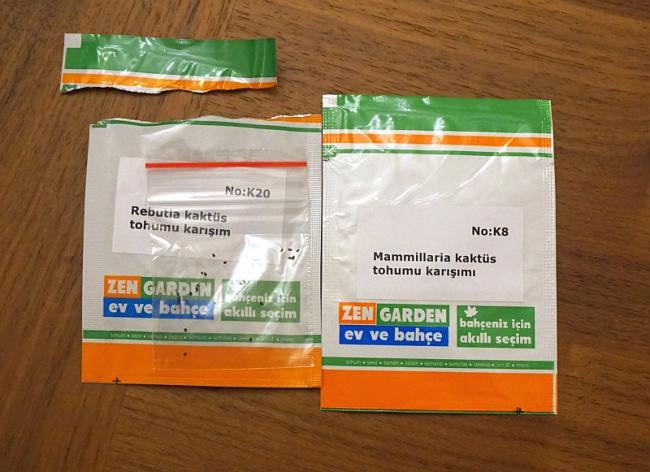 No:K20
Rebutia kaktüs
tohumu karışım
ZEN GARDEN
ev ve bahçe
bahçeniz için
akıllı seçim
No:K8
Mammillaria kaktüs
tohumu karışımı
ZEN GARDEN
ev ve bahçe
bahçeniz için
akıllı seçim